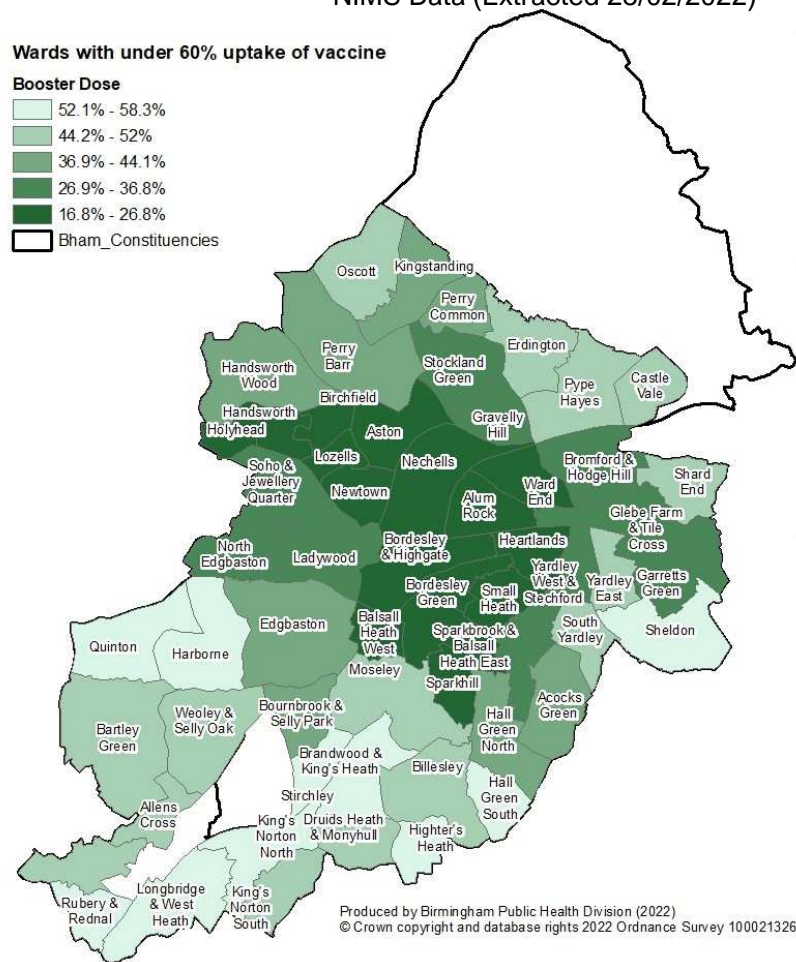 NIMS Data (Extracted 28/02/2022)
Wards with under 60% uptake of vaccine
Booster Dose
52.1% - 58.3%
44.2% - 52%
36.9% - 44.1%
26.9% - 36.8%
16.8% - 26.8%
Bham_Constituencies
Oscott
Kingstanding
Perry
Common
Erdington
Perry
Barr
Stockland
Green
Handsworth
Wood
Pype
Hayes
Castle
Vale
Birchfield
Handsworth
Holyhead
Aston
Gravelly
Hill
Lozells
Nechells
Bromford &
Hodge Hill
Shard
End
Soho &
Jewellery
Quarter
Newtown
Alum
Rock
Ward
End
Glebe Farm
& Tile
Cross
North
Edgbaston
Ladywood
Bordesley
& Highgate
Heartlands
Bordesley
Green
Small
Heath
Yardley
West &
Stechford
Yardley
East
Garretts
Green
Quinton
Harborne
Edgbaston
Balsall
Heath
West
Sparkbrook &
Balsall
Heath East
South
Yardley
Sheldon
Moseley
Sparkhill
Bartley
Green
Weoley &
Selly Oak
Bournbrook &
Selly Park
Hall
Green
North
Acocks
Green
Brandwood &
King's Heath
Billesley
Stirchley
Hall
Green
South
Allens
Cross
King's
Norton
North
Druids Heath
& Monyhull
Highter's
Heath
Rubery &
Rednal
Longbridge
& West
Heath
King's
Norton
South
Produced by Birmingham Public Health Division (2022)
© Crown copyright and database rights 2022 Ordnance Survey 100021326